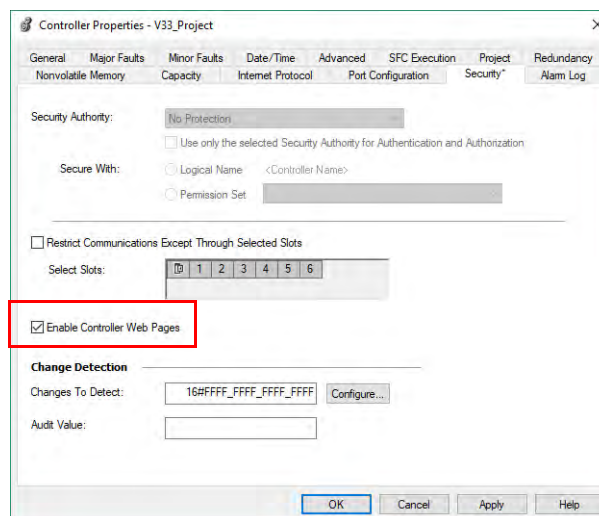 Controller Properties - V33_Project
General Major Faults Minor Faults Date/Time Advanced SFC Execution Project Redundancy
Nonvolatile Memory Capacity Internet Protocol Port Configuration Security* Alarm Log
Security Authority: No Protection
Use only the selected Security Authority for Authentication and Authorization
Secure With: Logical Name <Controller Name>
Permission Set
Restrict Communications Except Through Selected Slots
Select Slots: 1 2 3 4 5 6
Enable Controller Web Pages
Change Detection
Changes To Detect: 16#FFFF_FFFF_FFFF_FFFF Configure...
Audit Value:
OK Cancel Apply Help